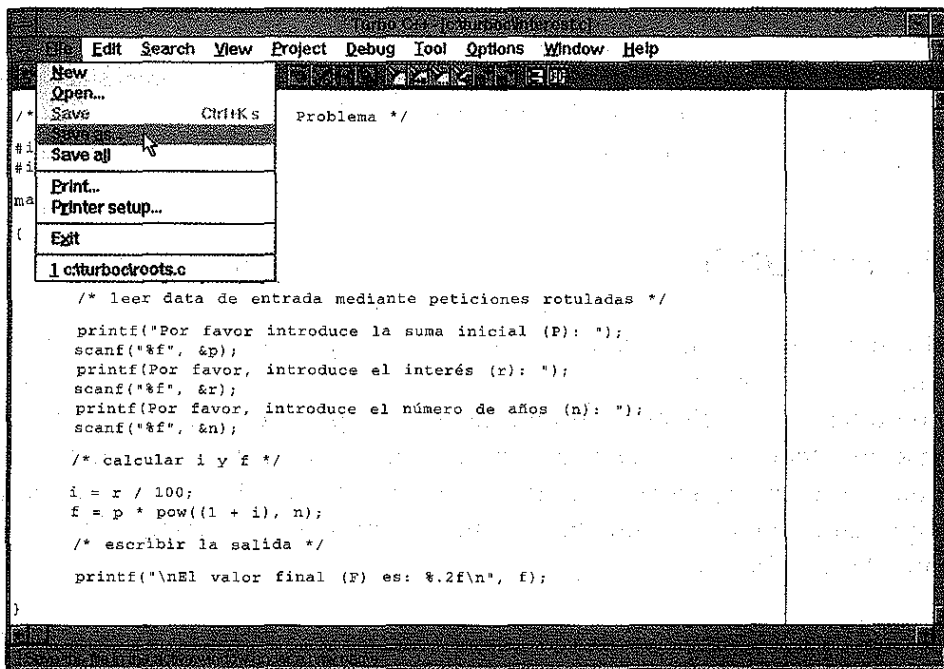 Turbo C++ - [c:\turboc\interest.c]
File Edit Search View Project Debug Tool Options Window Help
New
Open...
Save Ctrl+K s
Save as...
Save all
Print...
Printer setup...
Exit
1 c:\turboc\roots.c
/* Problema */
#i
#i
ma
{
/* leer data de entrada mediante peticiones rotuladas */
printf("Por favor introduce la suma inicial (P): ");
scanf("%f", &p);
printf(Por favor, introduce el interés (r): ");
scanf("%f", &r);
printf(Por favor, introduce el número de años (n): ");
scanf("%f", &n);
/* calcular i y f */
i = r / 100;
f = p * pow((1 + i), n);
/* escribir la salida */
printf("\nEl valor final (F) es: %.2f\n", f);
}